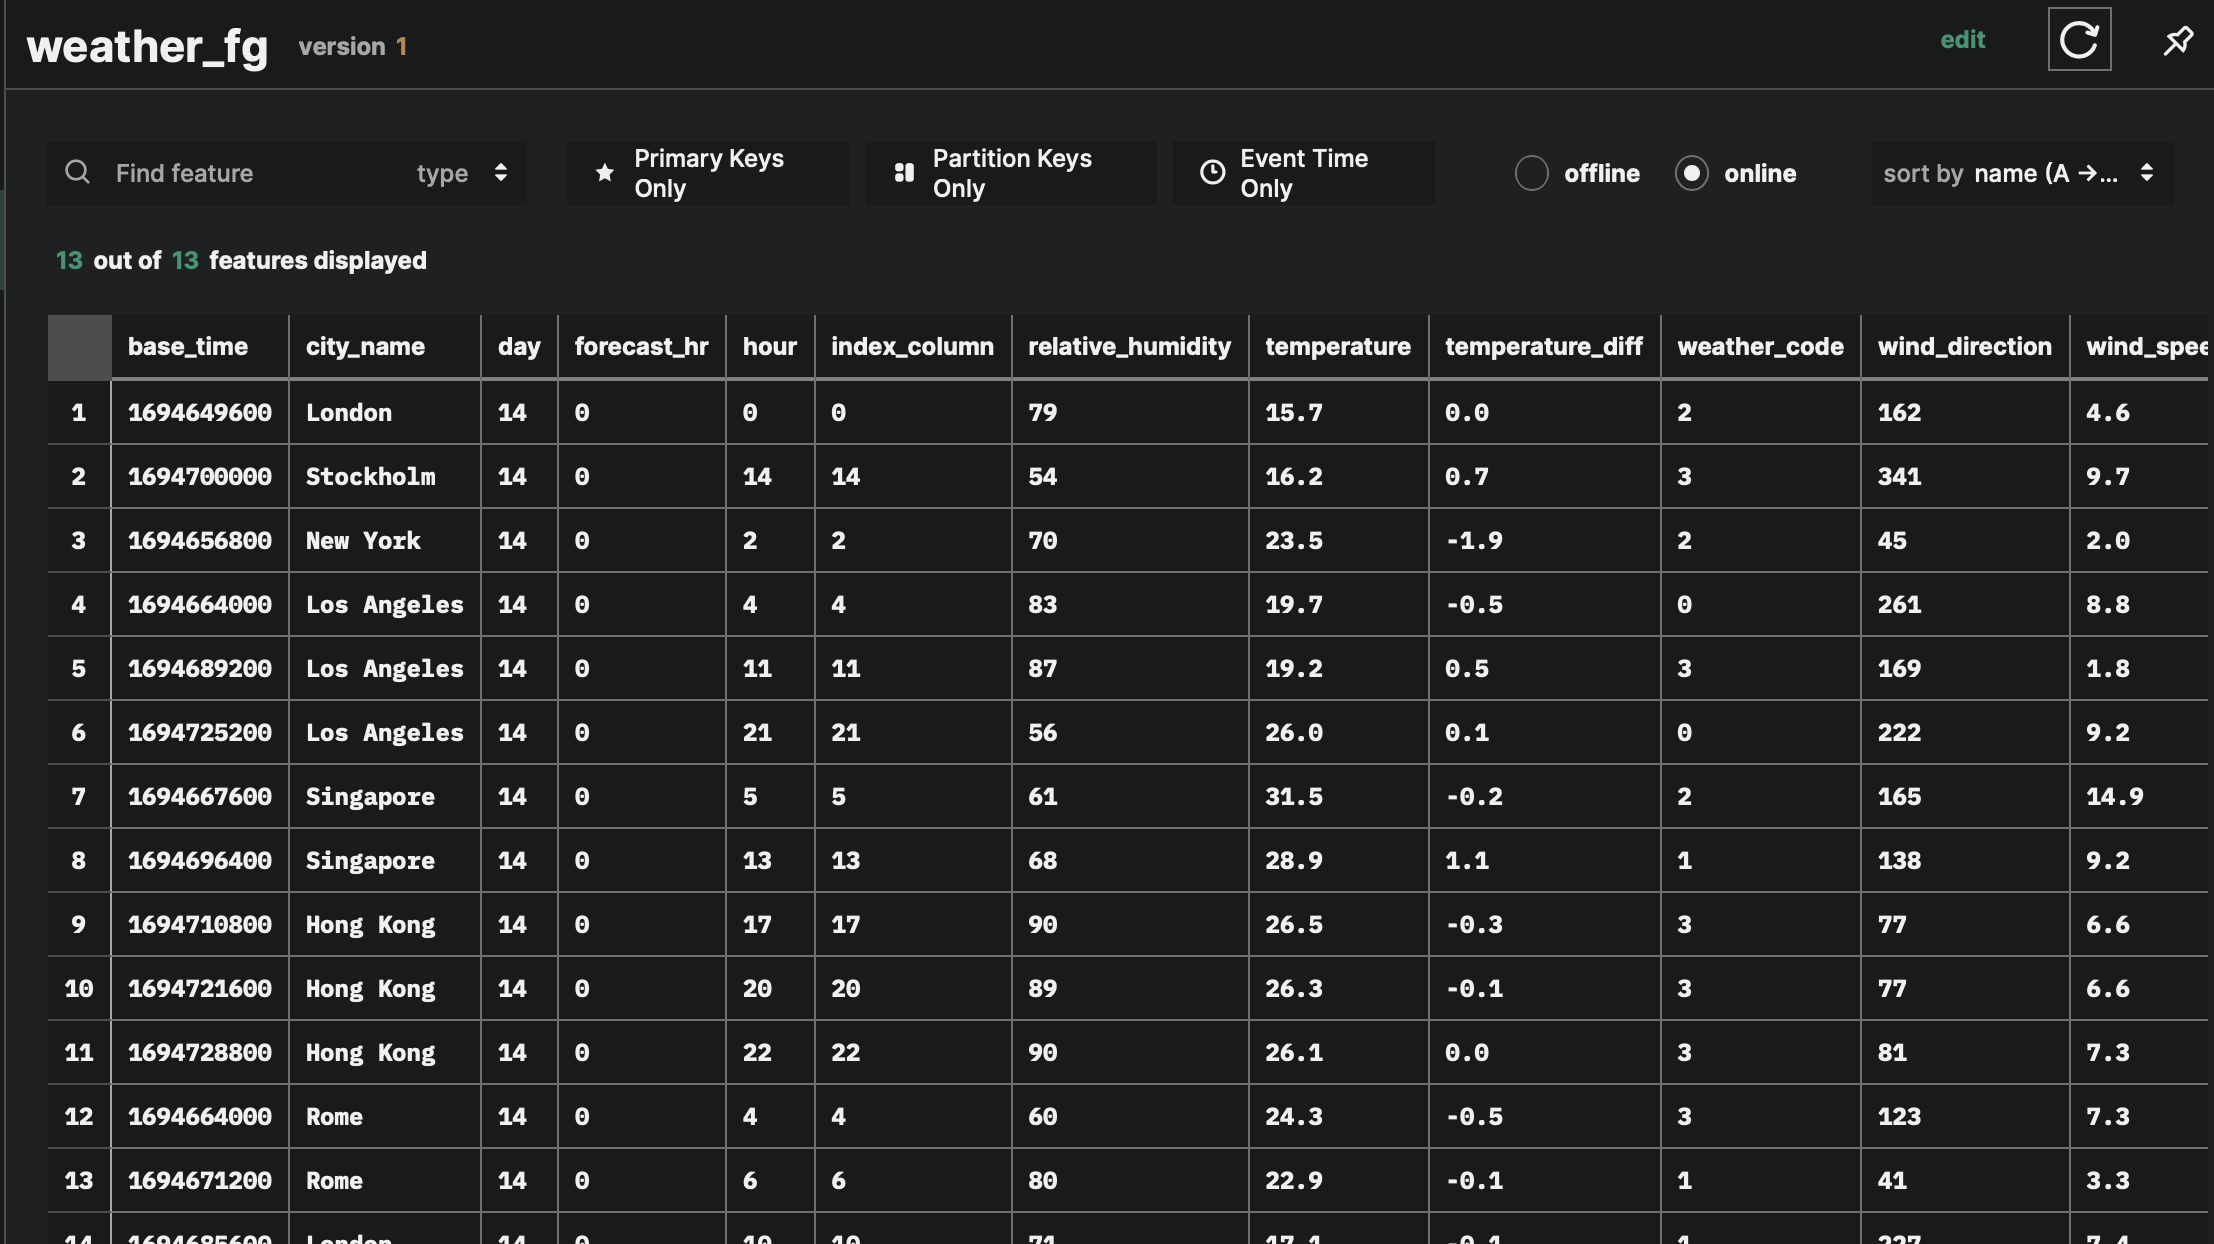 weather_fg version 1 edit
Find feature type Primary Keys Only Partition Keys Only Event Time Only offline online sort by name (A →...
13 out of 13 features displayed
base_time city_name day forecast_hr hour index_column relative_humidity temperature temperature_diff weather_code wind_direction wind_spee
1 1694649600 London 14 0 0 0 79 15.7 0.0 2 162 4.6
2 1694700000 Stockholm 14 0 14 14 54 16.2 0.7 3 341 9.7
3 1694656800 New York 14 0 2 2 70 23.5 -1.9 2 45 2.0
4 1694664000 Los Angeles 14 0 4 4 83 19.7 -0.5 0 261 8.8
5 1694689200 Los Angeles 14 0 11 11 87 19.2 0.5 3 169 1.8
6 1694725200 Los Angeles 14 0 21 21 56 26.0 0.1 0 222 9.2
7 1694667600 Singapore 14 0 5 5 61 31.5 -0.2 2 165 14.9
8 1694696400 Singapore 14 0 13 13 68 28.9 1.1 1 138 9.2
9 1694710800 Hong Kong 14 0 17 17 90 26.5 -0.3 3 77 6.6
10 1694721600 Hong Kong 14 0 20 20 89 26.3 -0.1 3 77 6.6
11 1694728800 Hong Kong 14 0 22 22 90 26.1 0.0 3 81 7.3
12 1694664000 Rome 14 0 4 4 60 24.3 -0.5 3 123 7.3
13 1694671200 Rome 14 0 6 6 80 22.9 -0.1 1 41 3.3
14 1694685600 London 14 0 10 10 71 17.1 -0.1 1